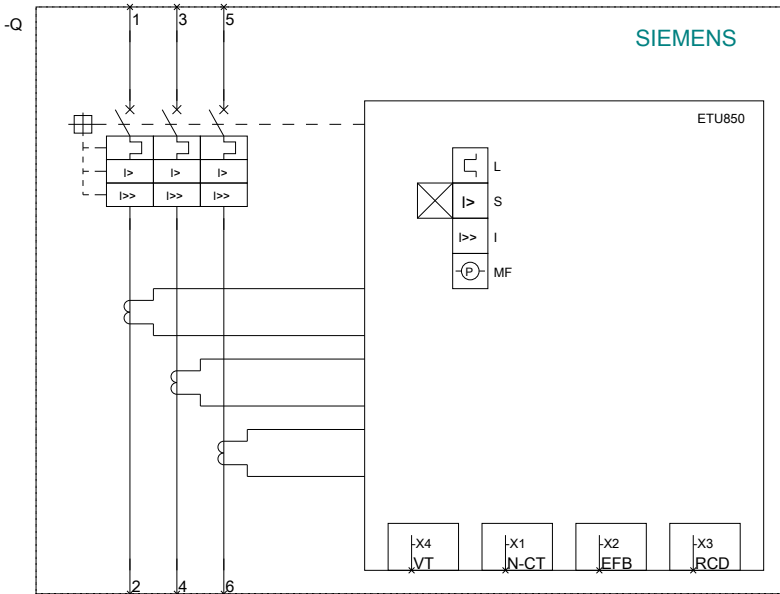 -Q
1 3 5
SIEMENS
ETU850
L
I> I> I> I> S
I>> I>> I>> I>> I
P MF
-X4 -X1 -X2 -X3
VT N-CT EFB RCD
2 4 6